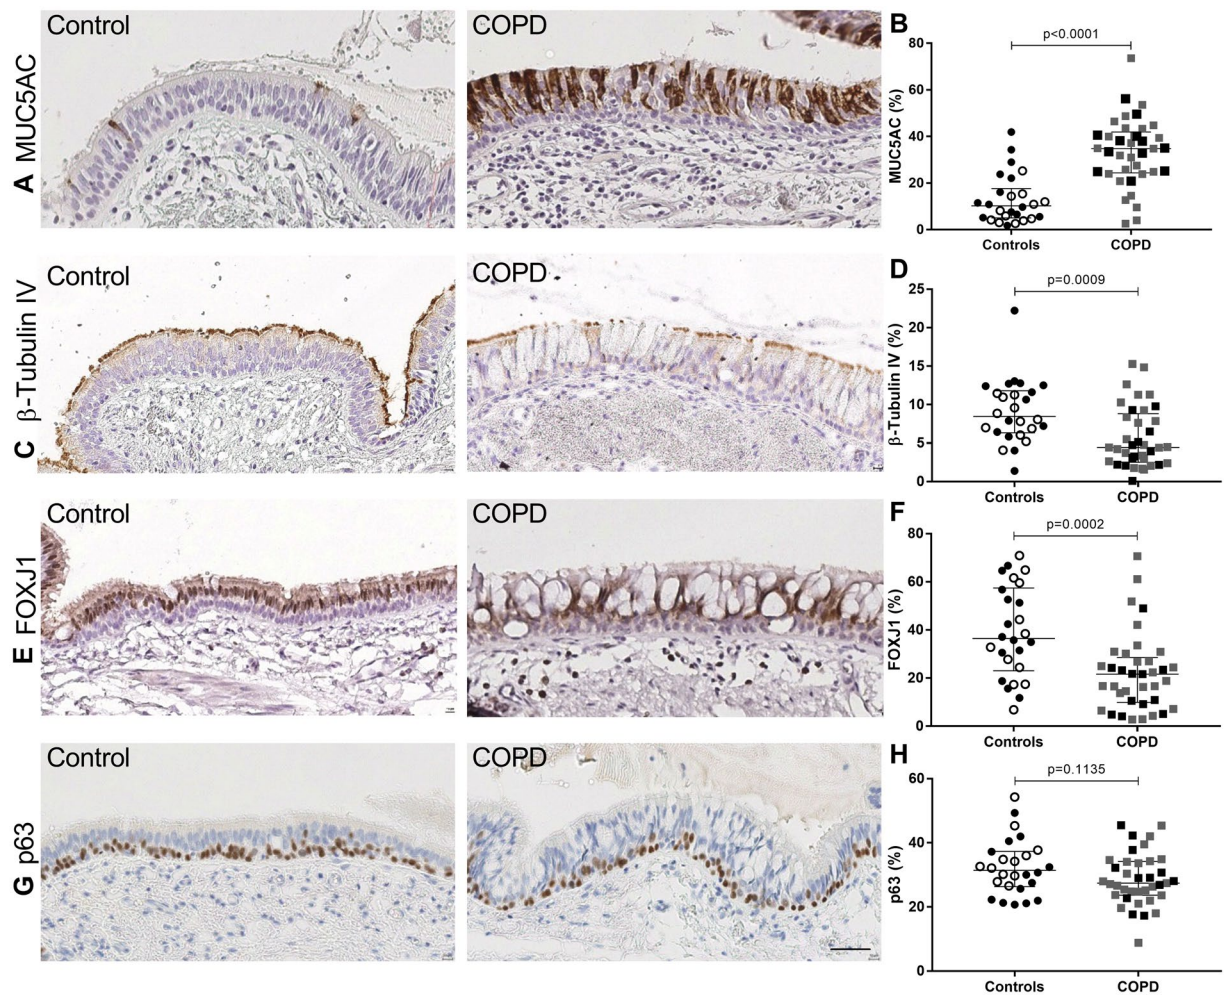 A MUC5AC
Control
COPD
B
p<0.0001
MUC5AC (%)
80
60
40
20
0
Controls
COPD
C β-Tubulin IV
Control
COPD
D
p=0.0009
β-Tubulin IV (%)
25
20
15
10
5
0
Controls
COPD
E FOXJ1
Control
COPD
F
p=0.0002
FOXJ1 (%)
80
60
40
20
0
Controls
COPD
G p63
Control
COPD
H
p=0.1135
p63 (%)
60
40
20
0
Controls
COPD